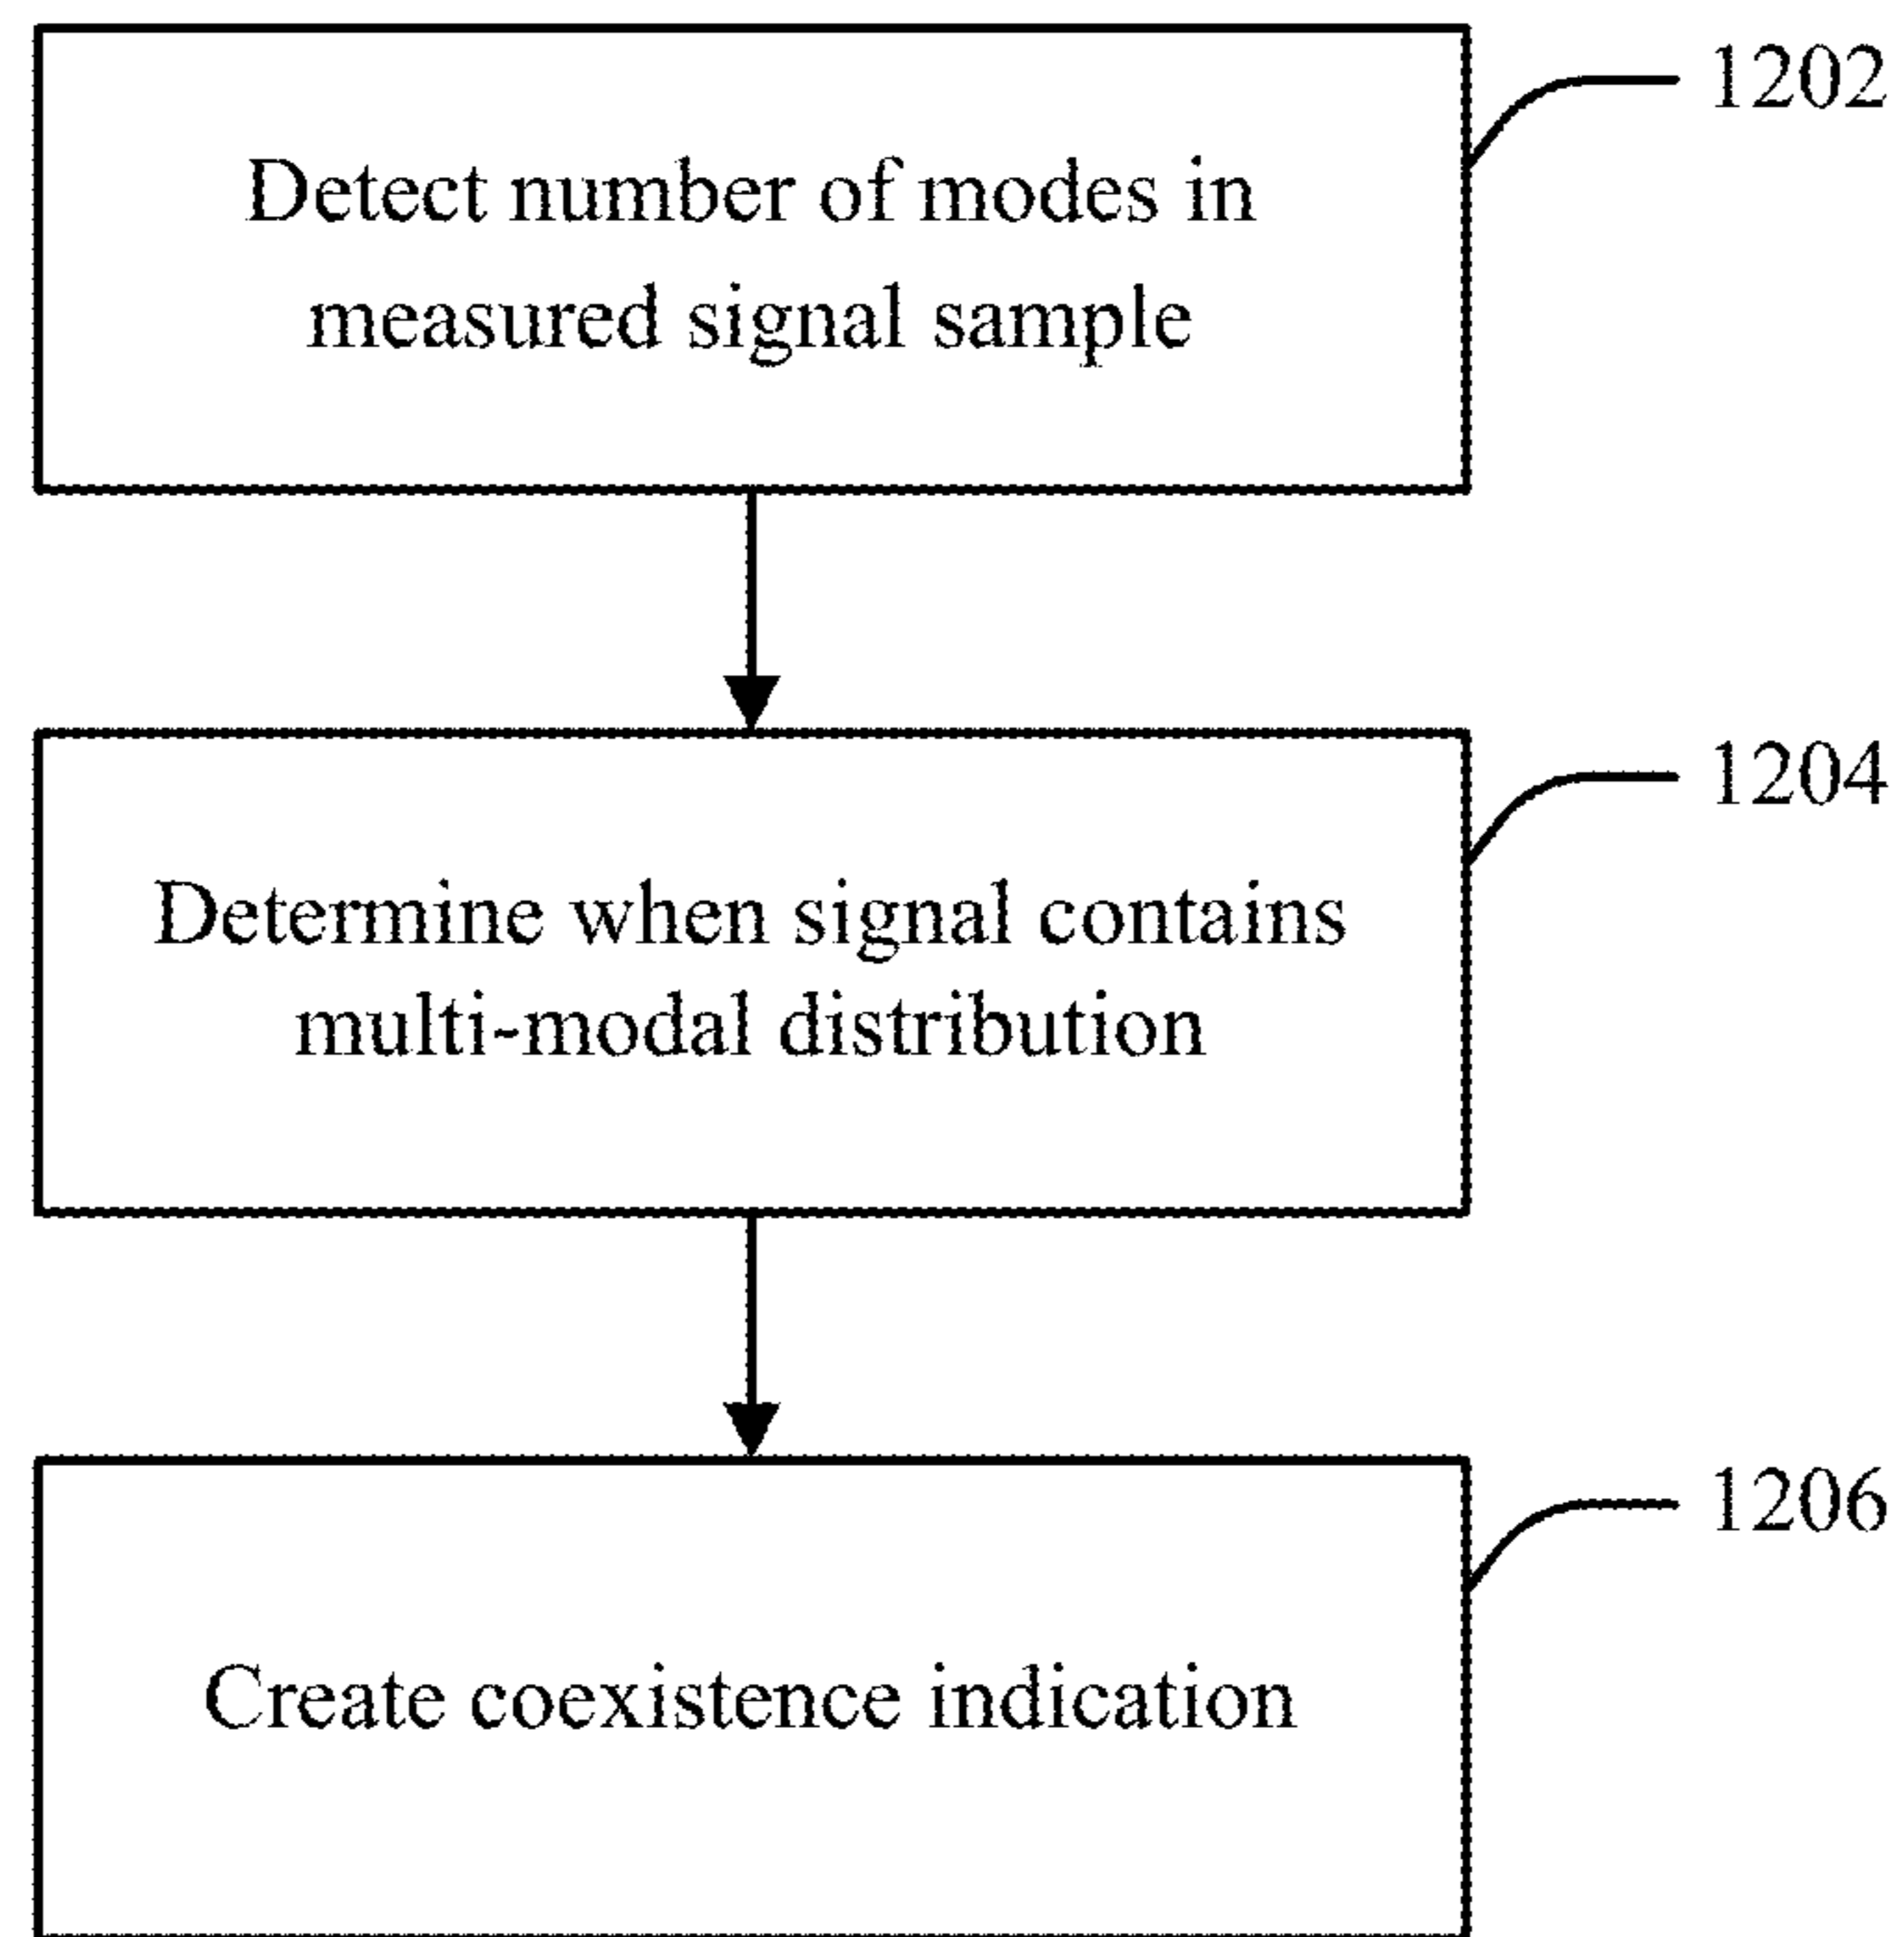 1202
Detect number of modes in
measured signal sample
1204
Determine when signal contains
multi-modal distribution
1206
Create coexistence indication